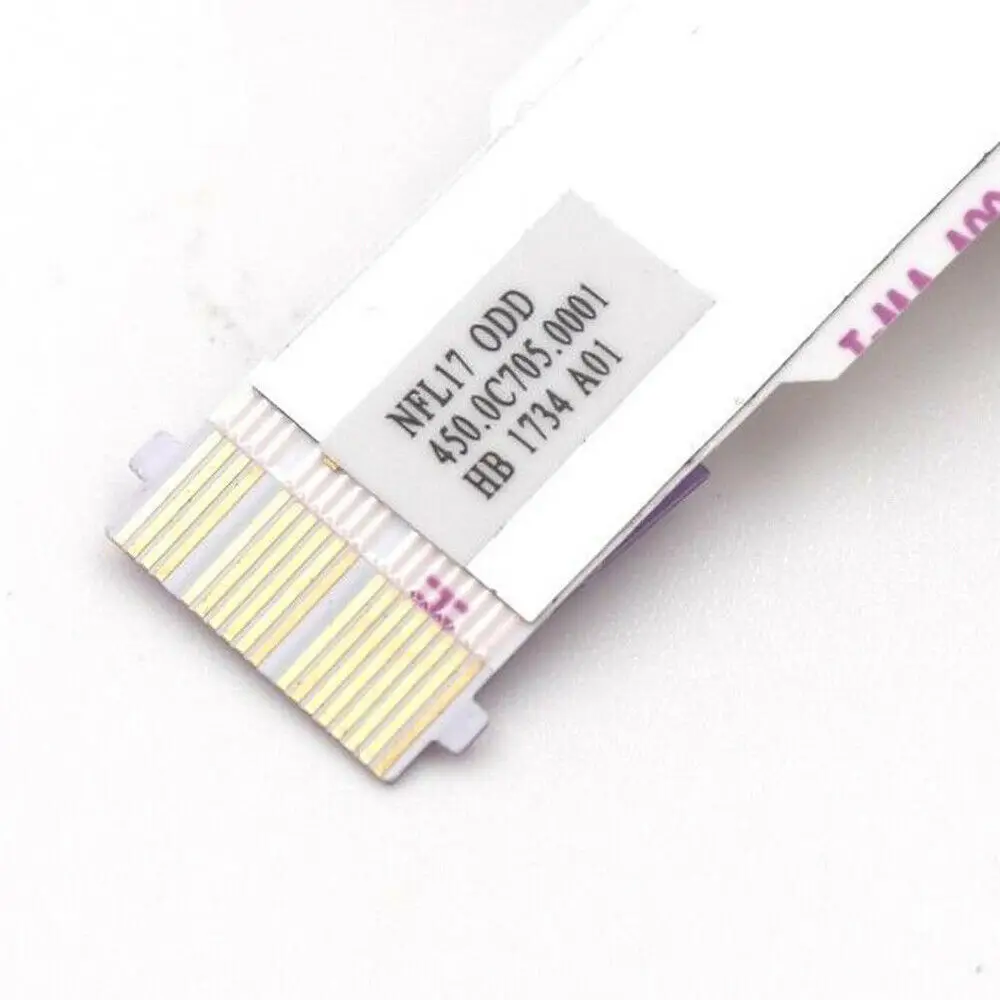 NFL17 ODD
450.0C705.0001
HB 1734 A01